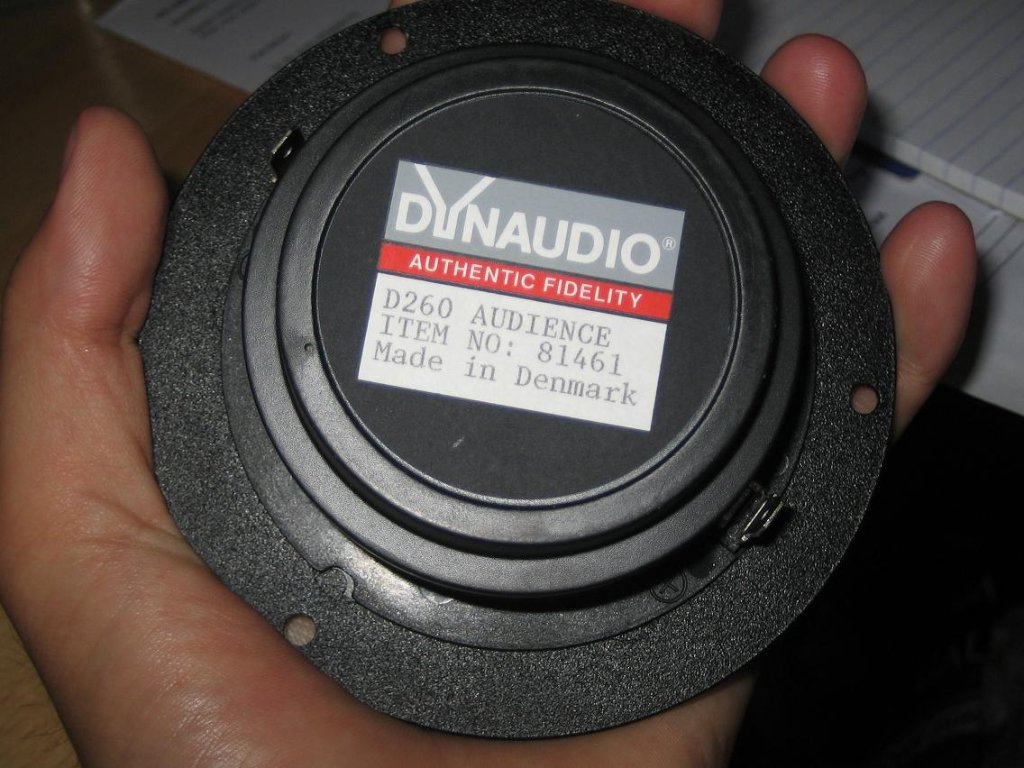 DYNAUDIO®
AUTHENTIC FIDELITY
D260 AUDIENCE
ITEM NO: 81461
Made in Denmark